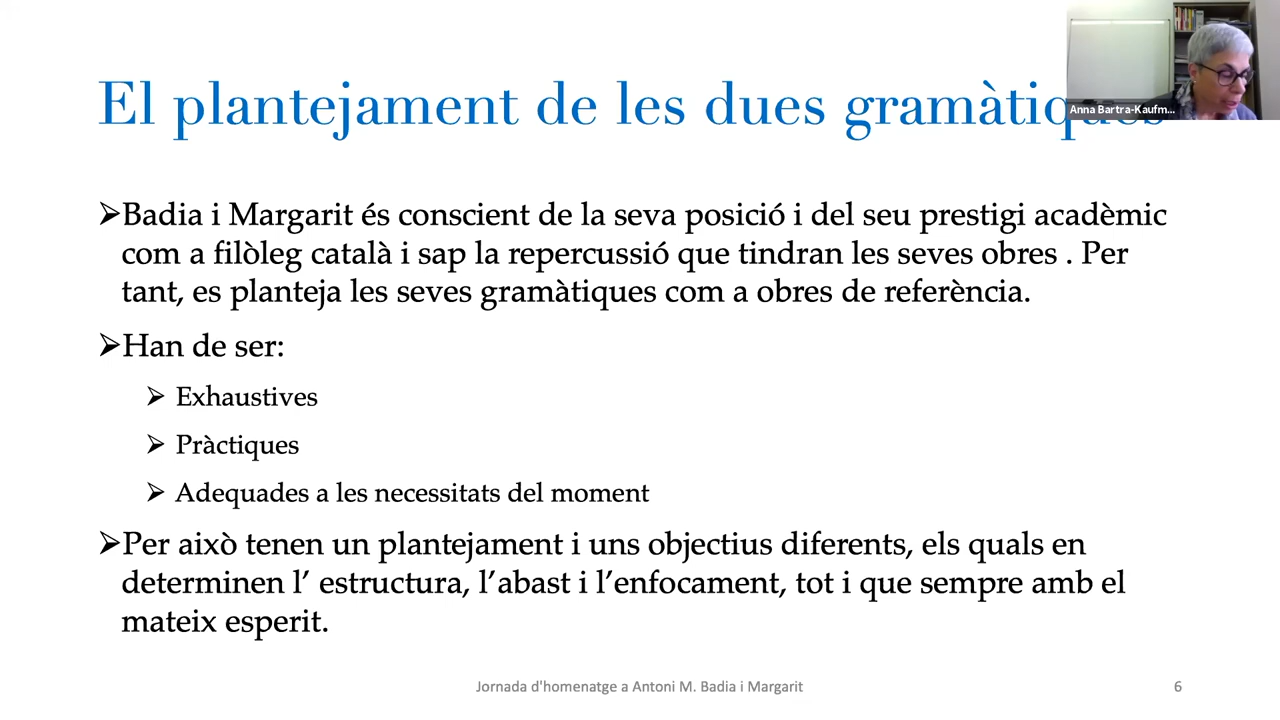 El plantejament de les dues gramàtiques
Anna Bartra-Kaufm...
➢Badia i Margarit és conscient de la seva posició i del seu prestigi acadèmic
com a filòleg català i sap la repercussió que tindran les seves obres . Per
tant, es planteja les seves gramàtiques com a obres de referència.
➢Han de ser:
➢ Exhaustives
➢ Pràctiques
➢ Adequades a les necessitats del moment
➢Per això tenen un plantejament i uns objectius diferents, els quals en
determinen l’ estructura, l’abast i l’enfocament, tot i que sempre amb el
mateix esperit.
Jornada d'homenatge a Antoni M. Badia i Margarit
6